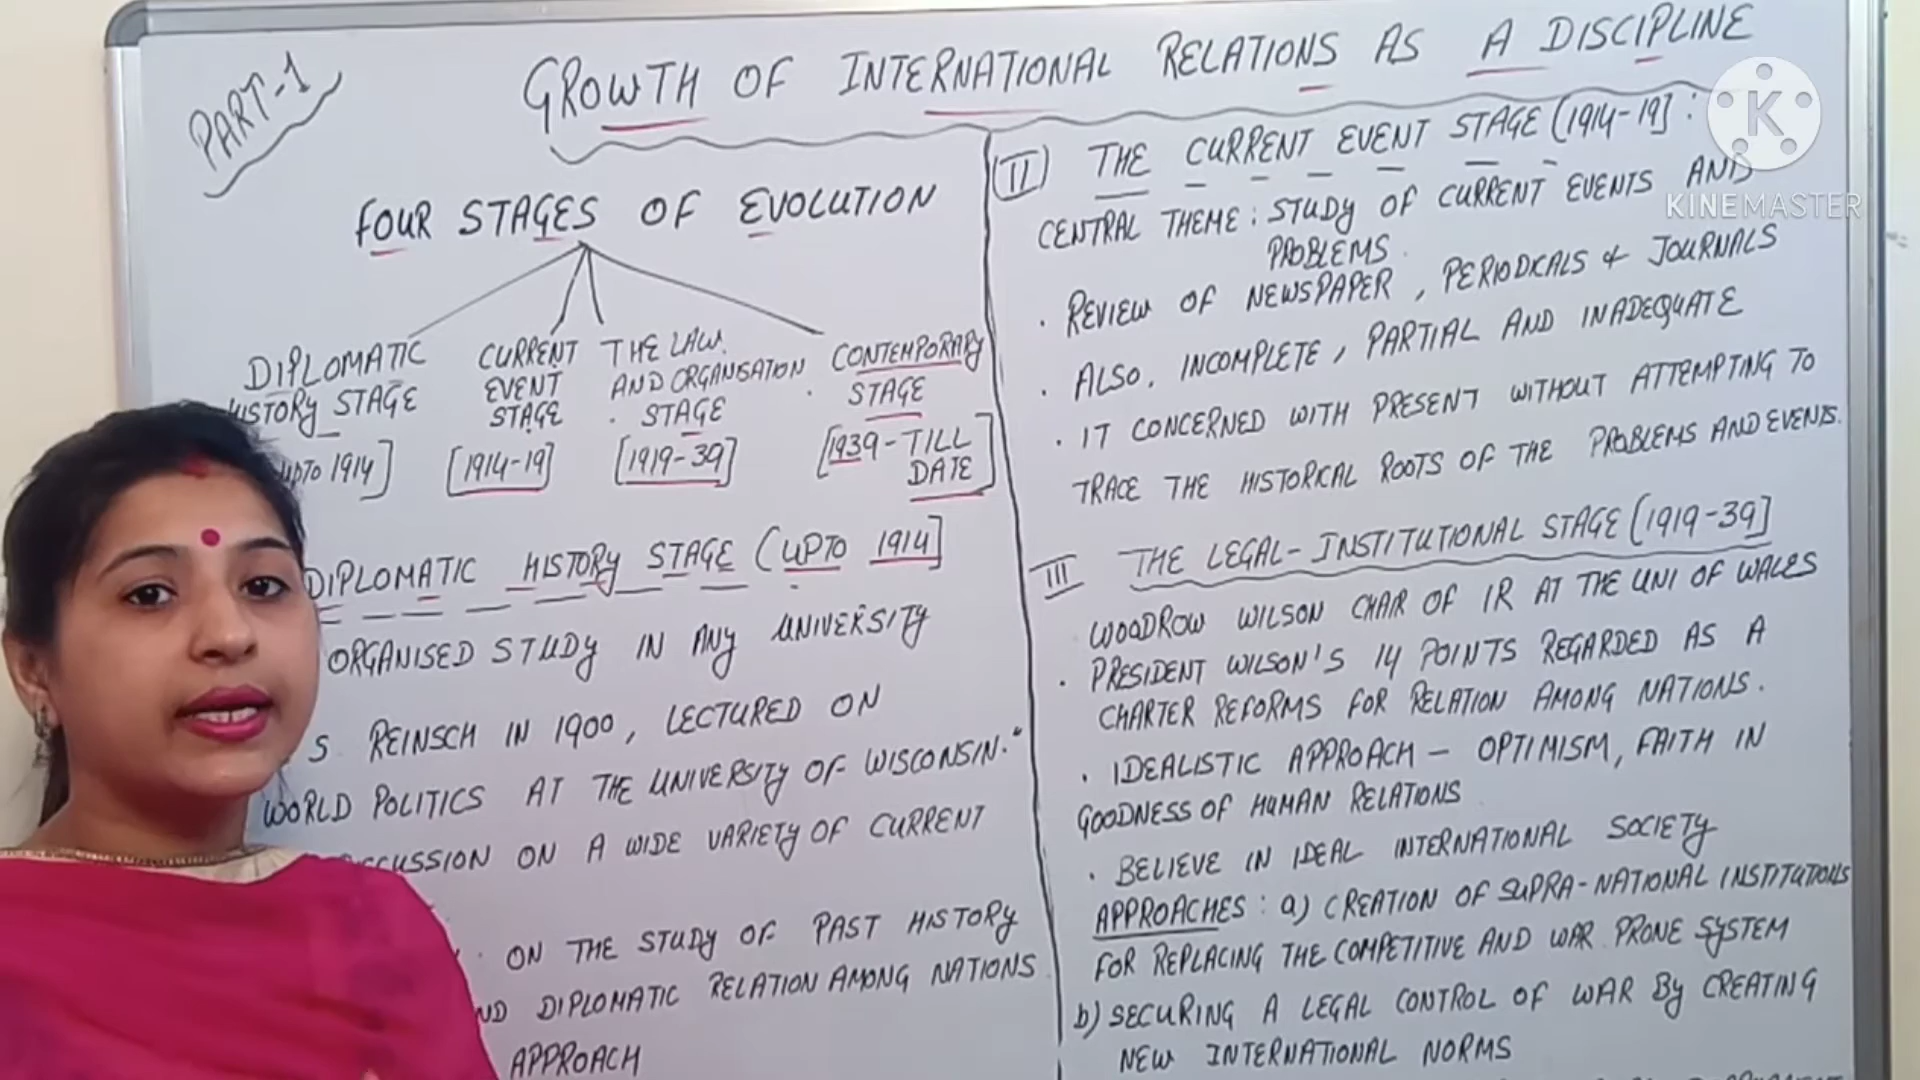 PART-1
GROWTH OF INTERNATIONAL RELATIONS AS A DISCIPLINE
FOUR STAGES OF EVOLUTION
DIPLOMATIC
HISTORY STAGE
UPTO 1914]
CURRENT
EVENT
STAGE
[1914-19]
THE LAW
AND ORGANISATION
STAGE
[1919-39]
CONTEMPORARY
STAGE
[1939-TILL
DATE]
DIPLOMATIC HISTORY STAGE (UPTO 1914]
ORGANISED STUDY IN ANY UNIVERSITY
S. REINSCH IN 1900, LECTURED ON
WORLD POLITICS AT THE UNIVERSITY OF WISCONSIN.
ON A WIDE VARIETY OF CURRENT
ON THE STUDY OF PAST HISTORY
DIPLOMATIC RELATION AMONG NATIONS
APPROACH
(II) THE CURRENT EVENT STAGE (1914-19] :
CENTRAL THEME : STUDY OF CURRENT EVENTS AND
PROBLEMS.
. REVIEW OF NEWSPAPER, PERIODICALS & JOURNALS
. ALSO. INCOMPLETE, PARTIAL AND INADEQUATE
. IT CONCERNED WITH PRESENT WITHOUT ATTEMPTING TO
TRACE THE HISTORICAL ROOTS OF THE PROBLEMS AND EVENTS.
III THE LEGAL-INSTITUTIONAL STAGE (1919-39]
WOODROW WILSON CHAIR OF IR AT THE UNI OF WALES
. PRESIDENT WILSON'S 14 POINTS REGARDED AS A
CHARTER REFORMS FOR RELATION AMONG NATIONS.
. IDEALISTIC APPROACH - OPTIMISM, FAITH IN
GOODNESS OF HUMAN RELATIONS
. BELIEVE IN IDEAL INTERNATIONAL SOCIETY
APPROACHES : a) CREATION OF SUPRA-NATIONAL INSTITUTIONS
FOR REPLACING THE COMPETITIVE AND WAR PRONE SYSTEM
b) SECURING A LEGAL CONTROL OF WAR BY CREATING
NEW INTERNATIONAL NORMS
K
KINEMASTER